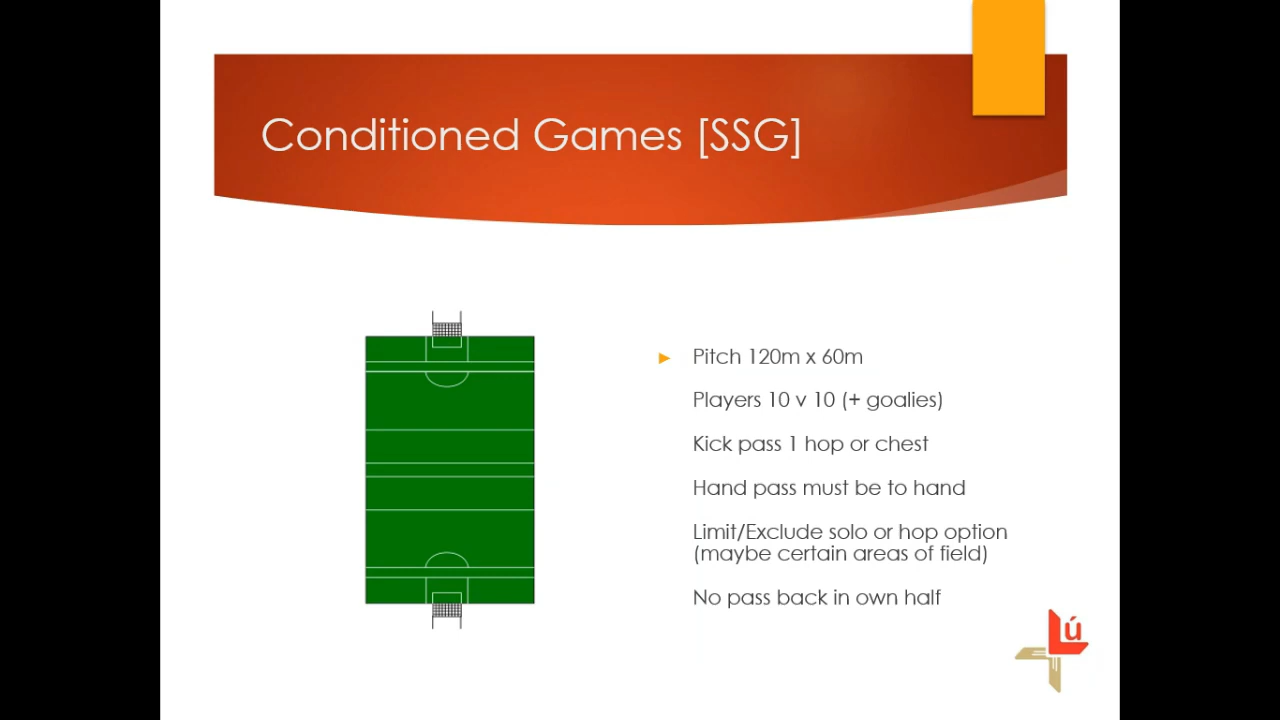 Conditioned Games [SSG]
Pitch 120m x 60m
Players 10 v 10 (+ goalies)
Kick pass 1 hop or chest
Hand pass must be to hand
Limit/Exclude solo or hop option
(maybe certain areas of field)
No pass back in own half
Lú